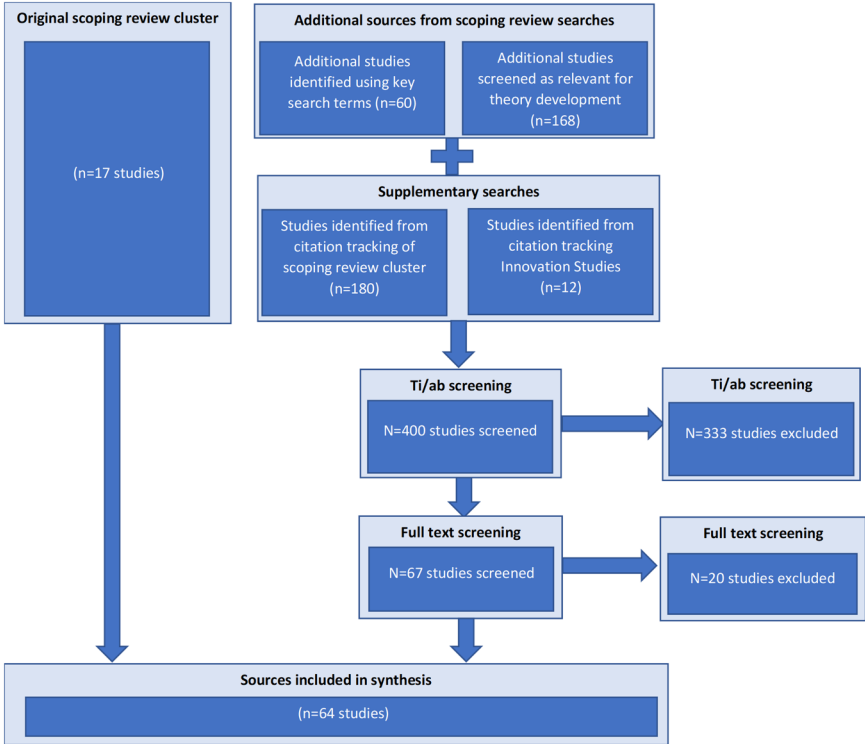 Original scoping review cluster
(n=17 studies)
Additional sources from scoping review searches
Additional studies
identified using key
search terms (n=60)
Additional studies
screened as relevant for
theory development
(n=168)
Supplementary searches
Studies identified from
citation tracking of
scoping review cluster
(n=180)
Studies identified from
citation tracking
Innovation Studies
(n=12)
Ti/ab screening
N=400 studies screened
Ti/ab screening
N=333 studies excluded
Full text screening
N=67 studies screened
Full text screening
N=20 studies excluded
Sources included in synthesis
(n=64 studies)